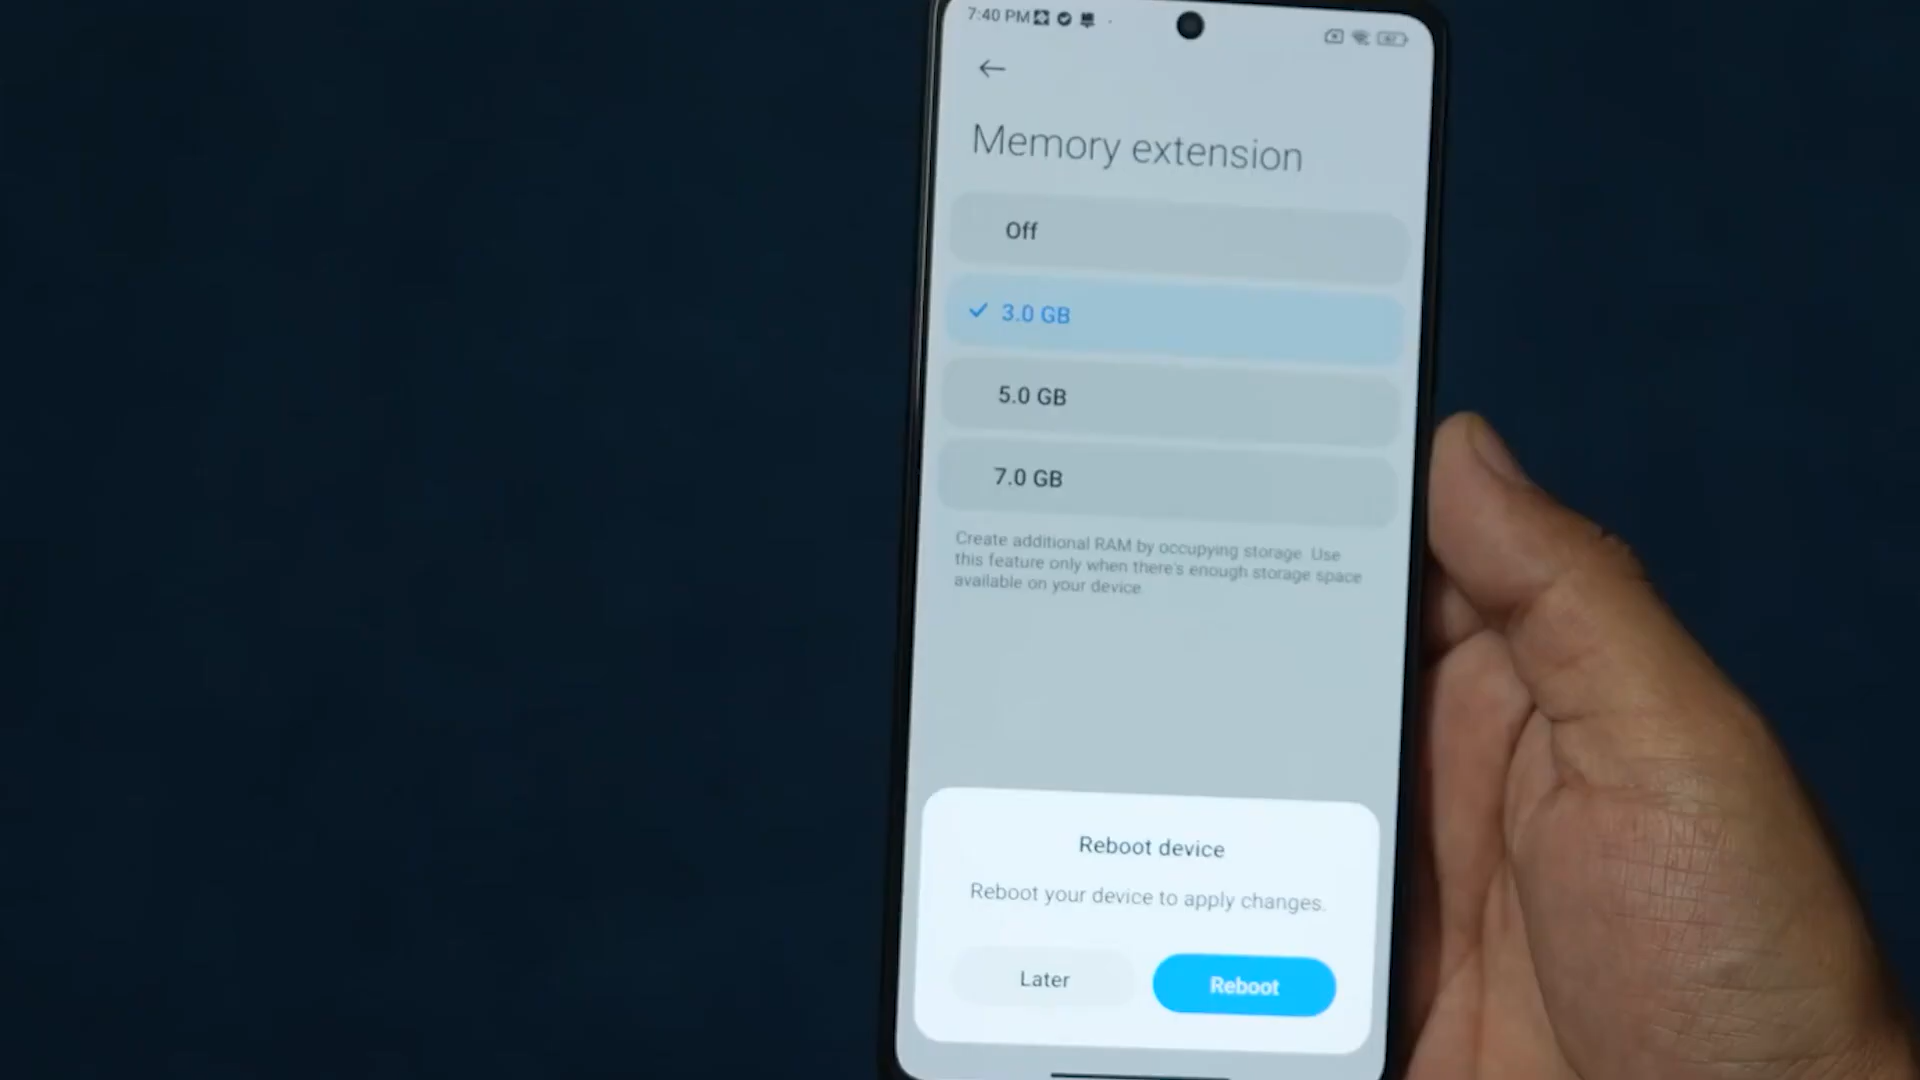 7:40 PM
Memory extension
Off
3.0 GB
5.0 GB
7.0 GB
Create additional RAM by occupying storage. Use
this feature only when there's enough storage space
available on your device.
Reboot device
Reboot your device to apply changes.
Later
Reboot